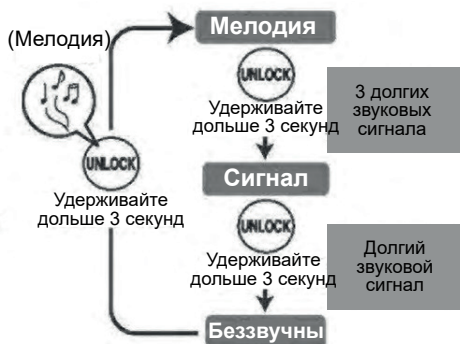 (Мелодия)
Мелодия
UNLOCK
Удерживайте
дольше 3 секунд
3 долгих
звуковых
сигнала
UNLOCK
Удерживайте
дольше 3 секунд
Сигнал
UNLOCK
Удерживайте
дольше 3 секунд
Долгий
звуковой
сигнал
Беззвучны